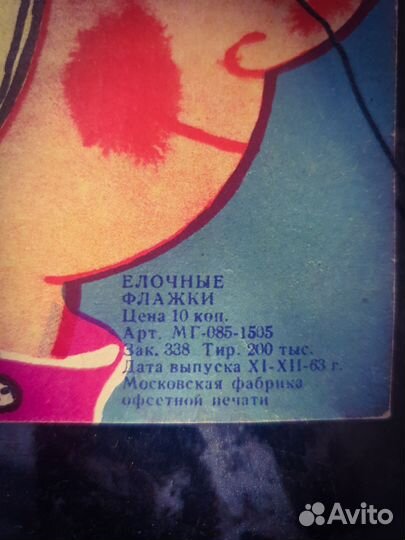 ЕЛОЧНЫЕ
ФЛАЖКИ
Цена 10 коп.
Арт. МГ-085-1505
Зак. 338 Тир. 200 тыс.
Дата выпуска XI-XII-63 г.
Московская фабрика
офсетной печати
Avito